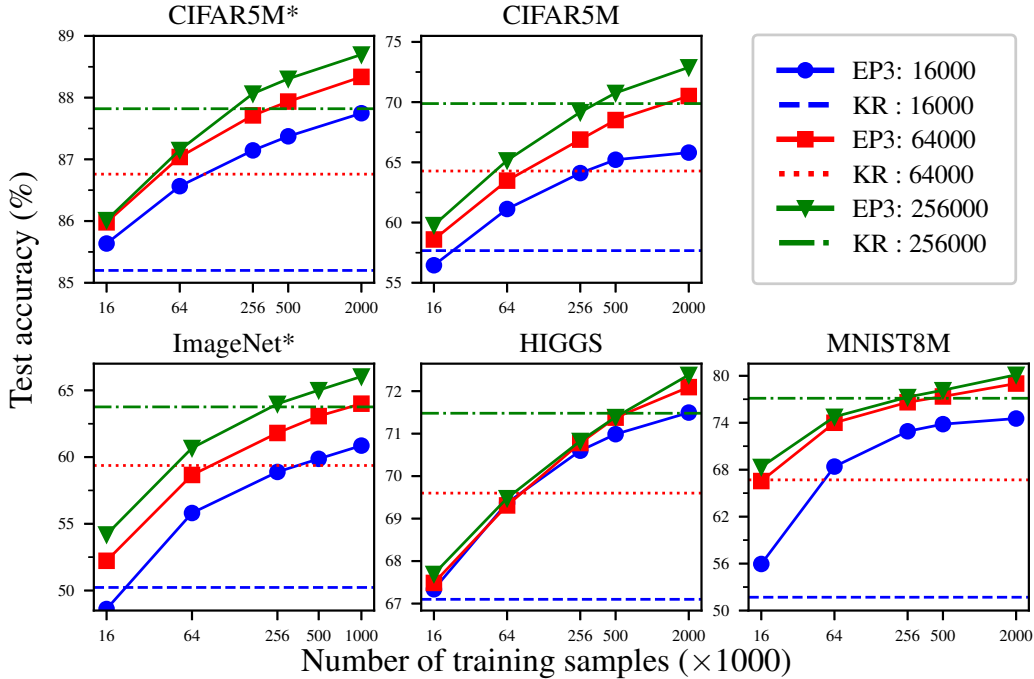 CIFAR5M*
CIFAR5M
89
88
87
86
85
16 64 256 500 2000
75
70
65
60
55
16 64 256 500 2000
EP3: 16000
KR : 16000
EP3: 64000
KR : 64000
EP3: 256000
KR : 256000
Test accuracy (%)
ImageNet*
HIGGS
MNIST8M
65
60
55
50
16 64 256 500 1000
72
71
70
69
68
67
16 64 256 500 2000
80
74
68
62
56
50
16 64 256 500 2000
Number of training samples (×1000)